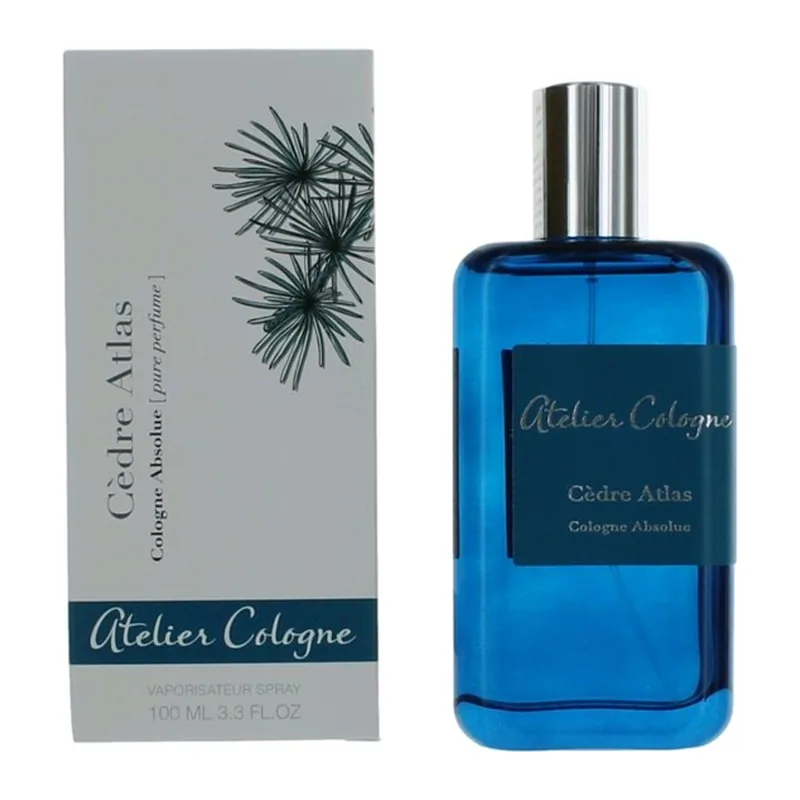 Cèdre Atlas
Cologne Absolue [ pure perfume ]
Atelier Cologne
VAPORISATEUR SPRAY
100 ML 3.3 FL.OZ
Atelier Cologne
Cèdre Atlas
Cologne Absolue